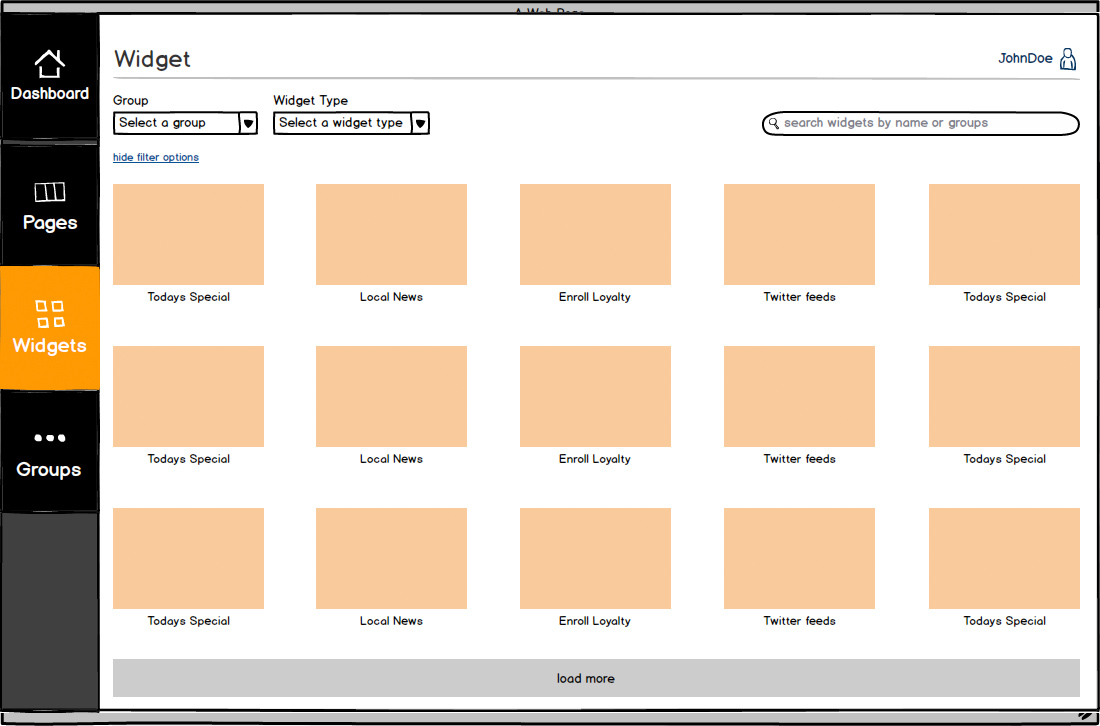 A Web Page
Dashboard
Pages
Widgets
Groups
Widget
JohnDoe
Group
Widget Type
Select a group
Select a widget type
search widgets by name or groups
hide filter options
Todays Special
Local News
Enroll Loyalty
Twitter feeds
Todays Special
Todays Special
Local News
Enroll Loyalty
Twitter feeds
Todays Special
Todays Special
Local News
Enroll Loyalty
Twitter feeds
Todays Special
load more